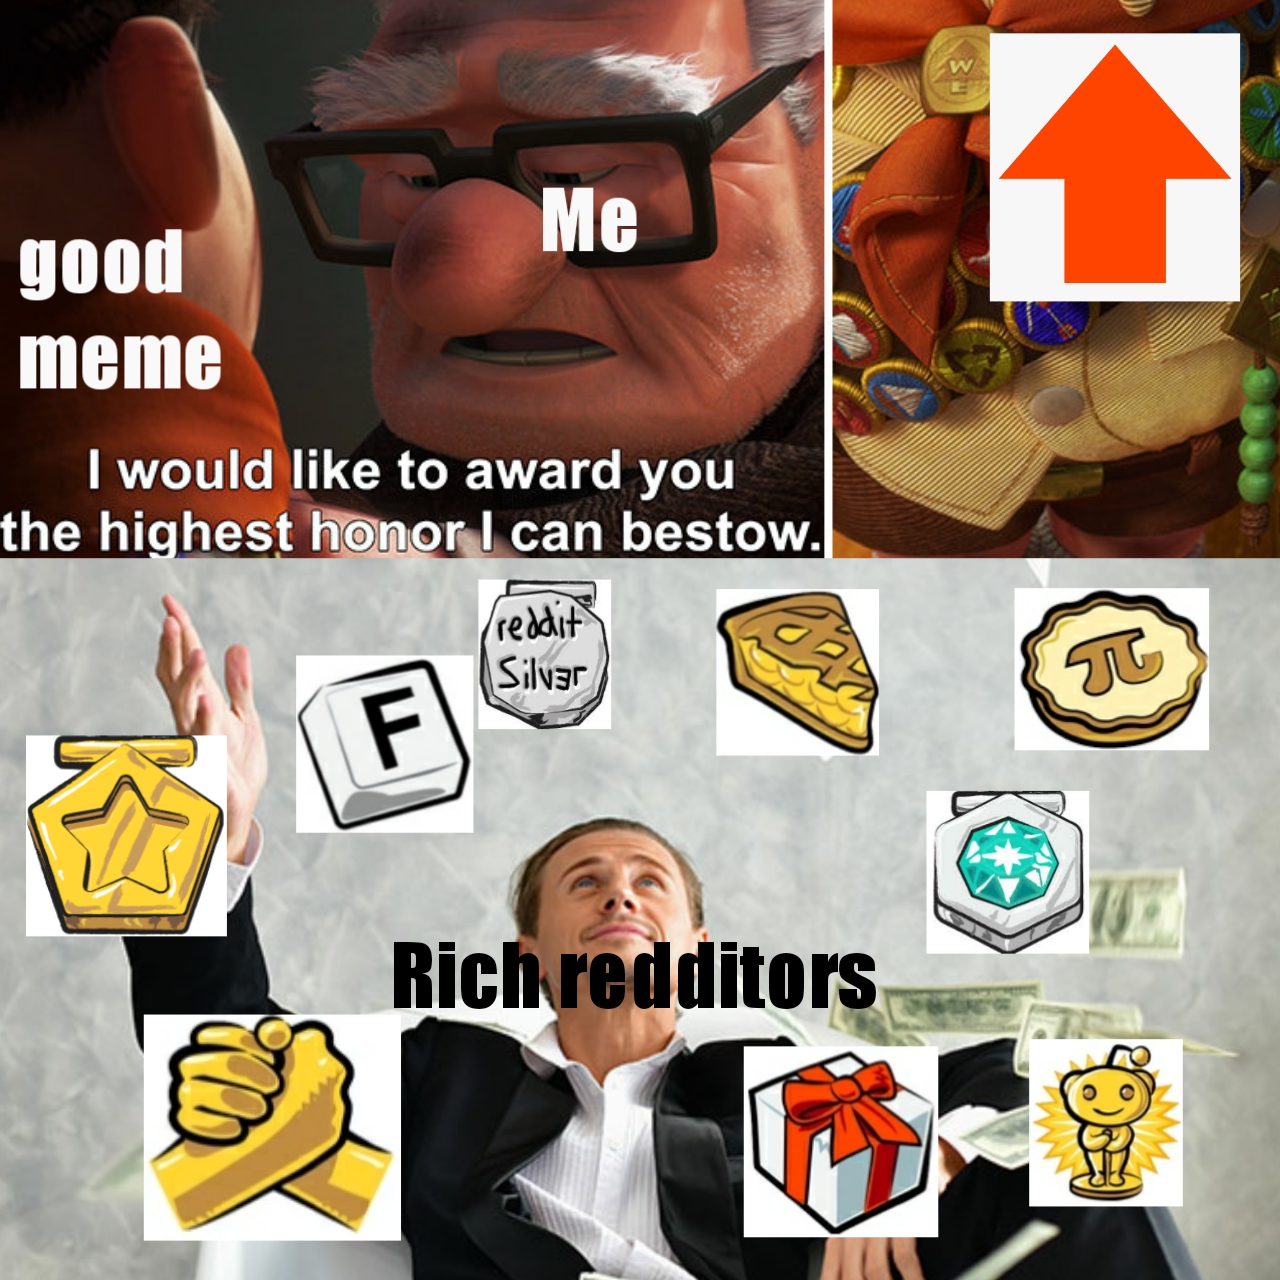 good
meme
Me
I would like to award you
the highest honor I can bestow.
W
E
F
reddit
Silver
π
Rich redditors